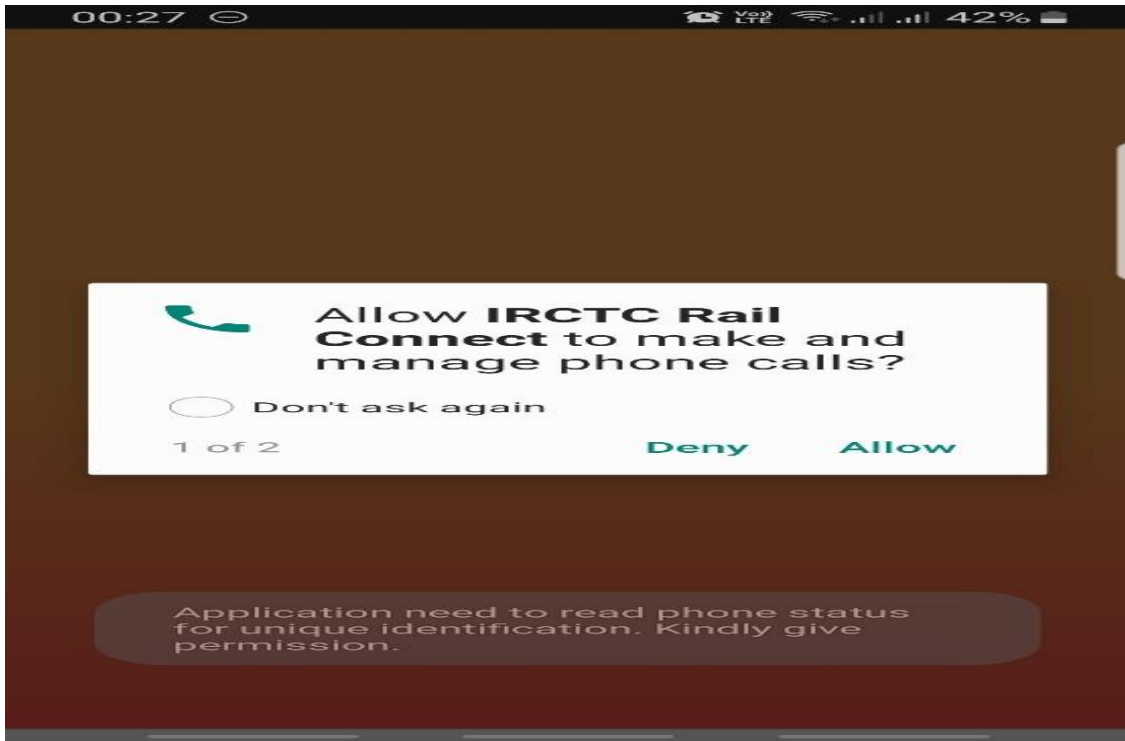 00:27 42%
Allow IRCTC Rail
Connect to make and
manage phone calls?
Don't ask again
1 of 2 Deny Allow
Application need to read phone status
for unique identification. Kindly give
permission.